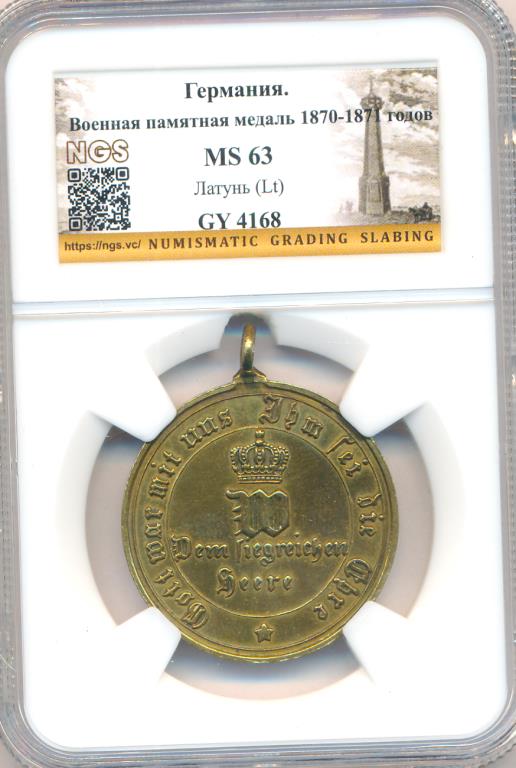 Германия.
Военная памятная медаль 1870-1871 годов
NGS
MS 63
Латунь (Lt)
GY 4168
https://ngs.vc/ NUMISMATIC GRADING SLABING
Gott war mit uns Ihm sei die Ehre
W
Dem siegreichen
Heere